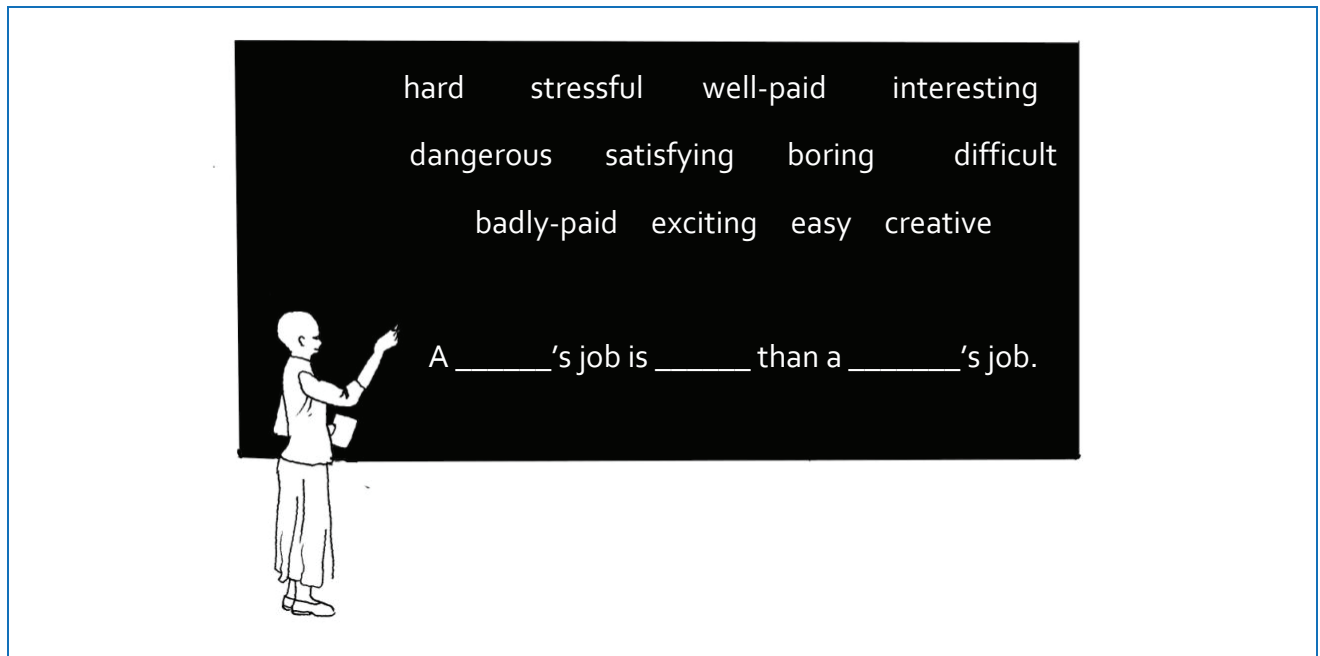 hard stressful well-paid interesting
dangerous satisfying boring difficult
badly-paid exciting easy creative
A ______’s job is ______ than a _______’s job.